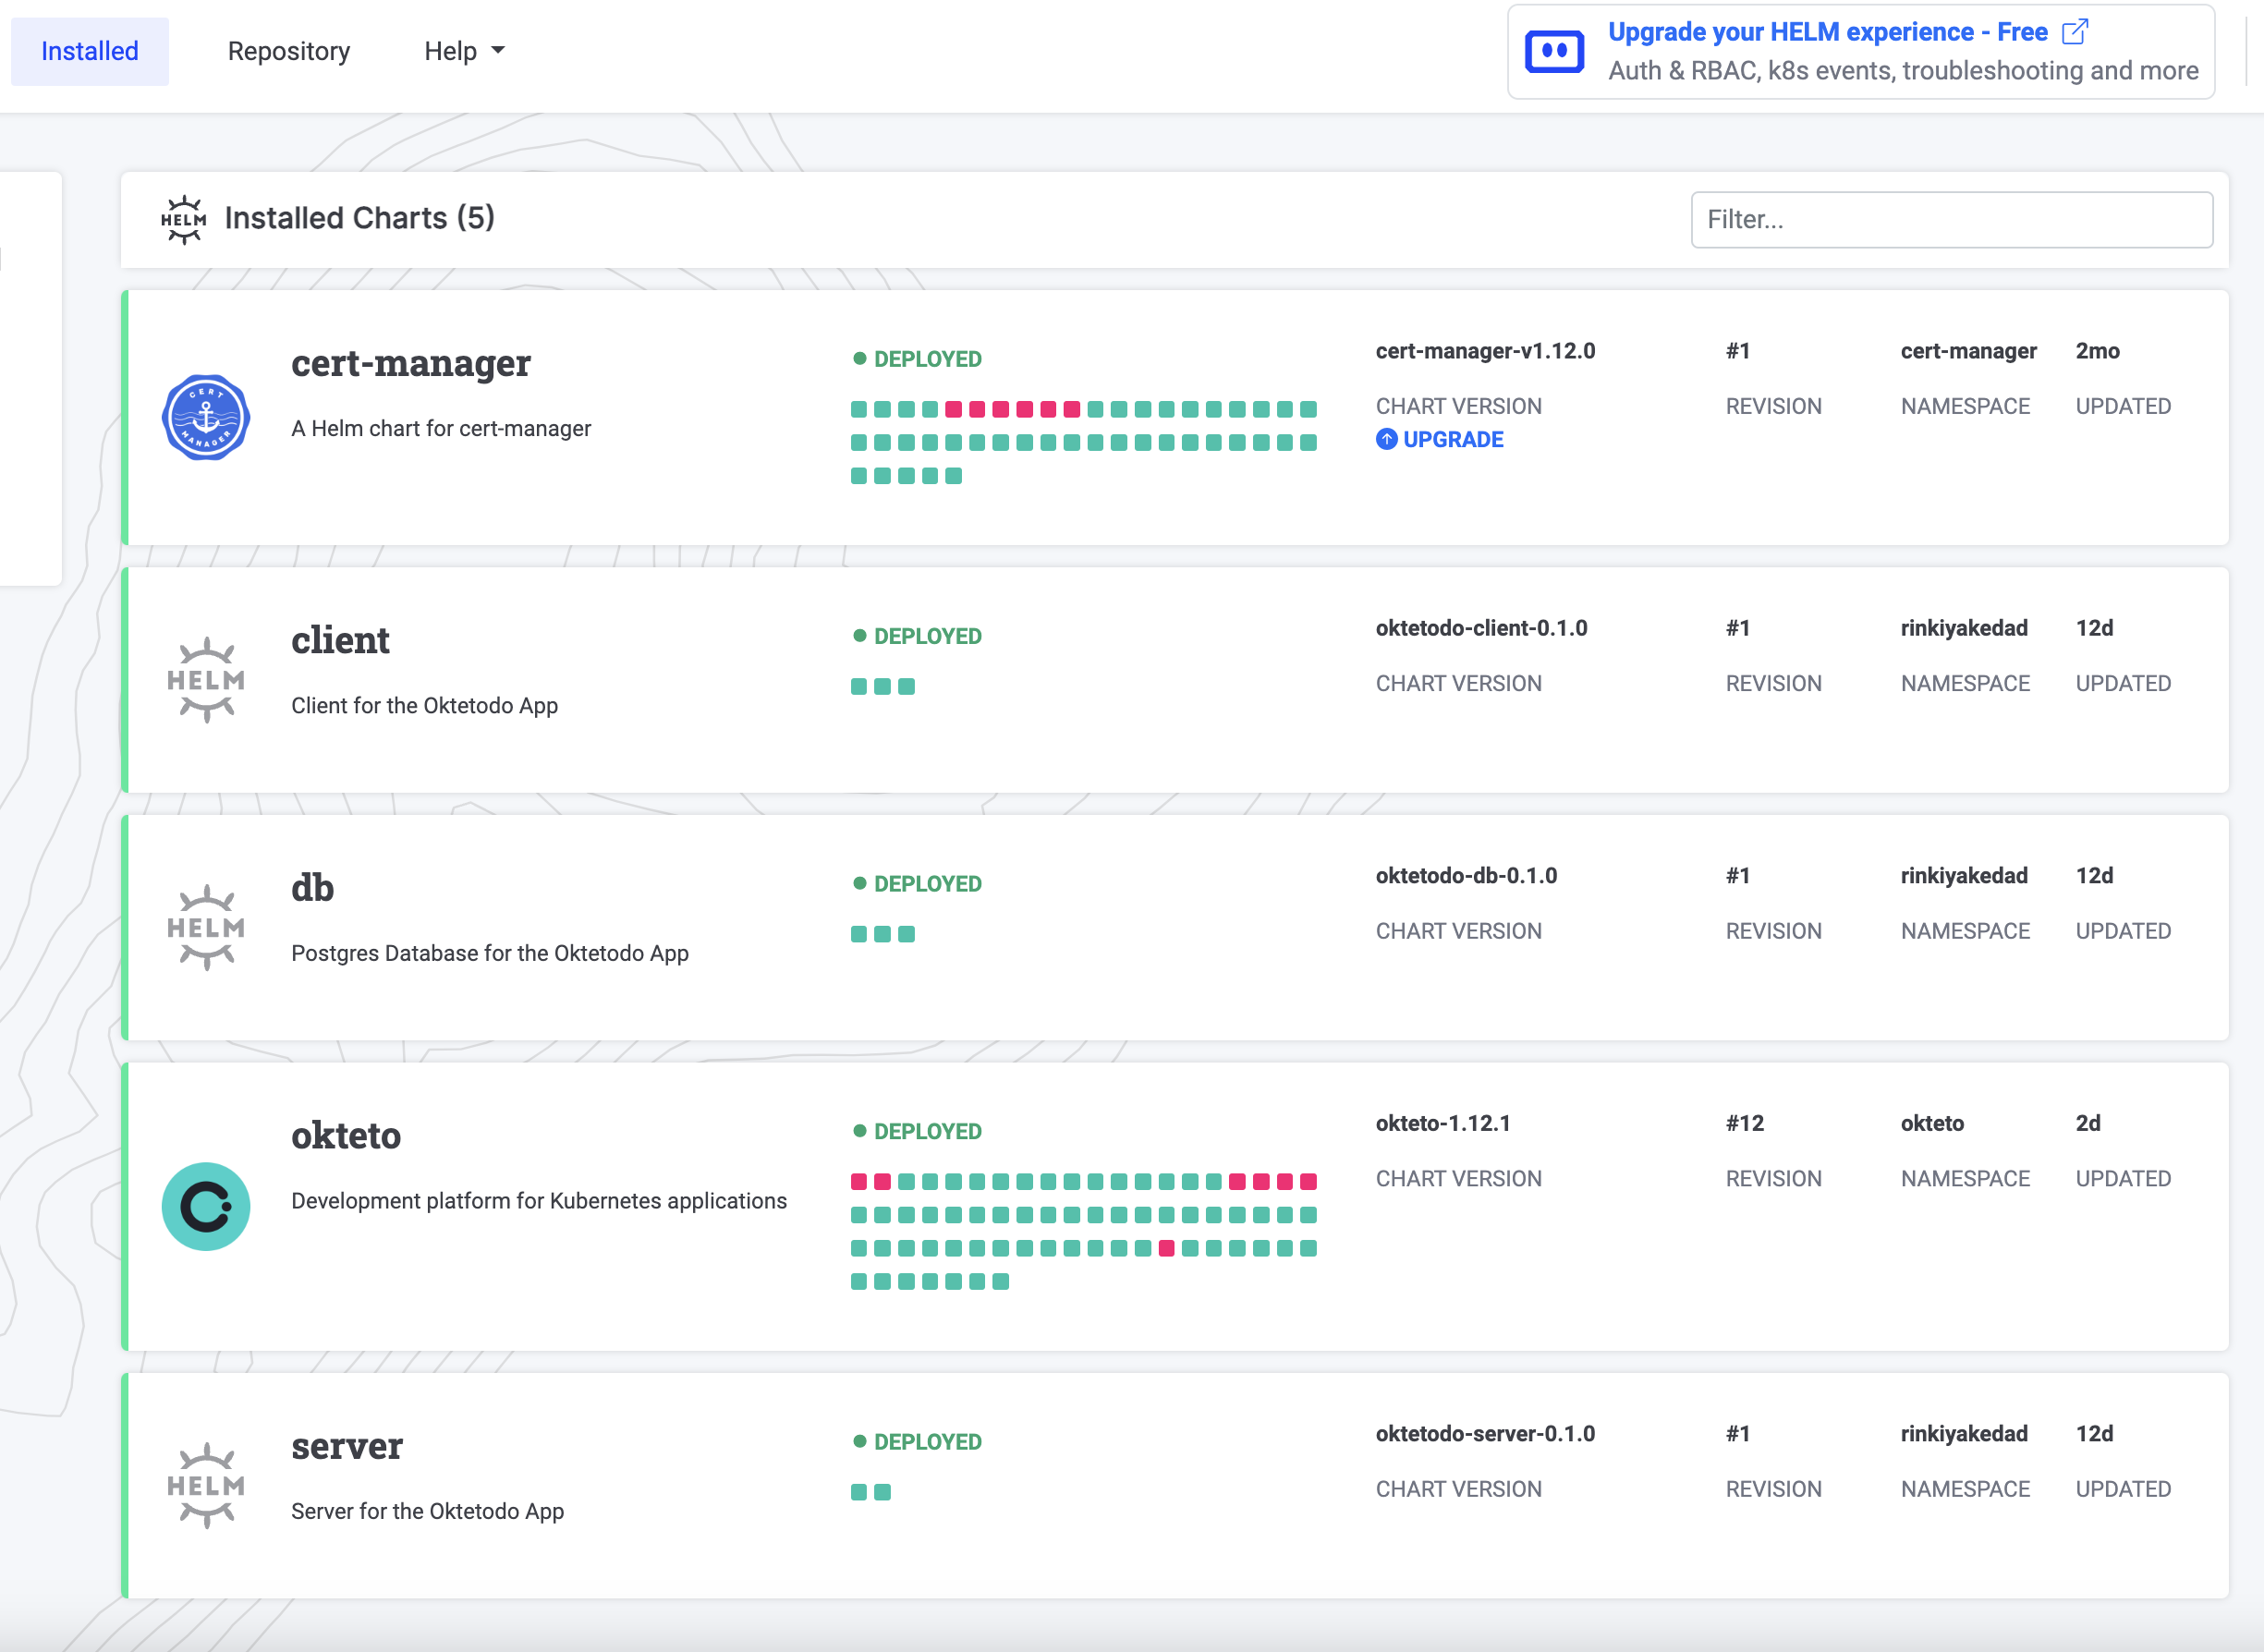 Installed
Repository
Help
Upgrade your HELM experience - Free
Auth & RBAC, k8s events, troubleshooting and more
HELM
Installed Charts (5)
Filter...
CERT MANAGER
cert-manager
A Helm chart for cert-manager
DEPLOYED
cert-manager-v1.12.0
CHART VERSION
UPGRADE
#1
REVISION
cert-manager
NAMESPACE
2mo
UPDATED
HELM
client
Client for the Oktetodo App
DEPLOYED
oktetodo-client-0.1.0
CHART VERSION
#1
REVISION
rinkiyakedad
NAMESPACE
12d
UPDATED
HELM
db
Postgres Database for the Oktetodo App
DEPLOYED
oktetodo-db-0.1.0
CHART VERSION
#1
REVISION
rinkiyakedad
NAMESPACE
12d
UPDATED
okteto
Development platform for Kubernetes applications
DEPLOYED
okteto-1.12.1
CHART VERSION
#12
REVISION
okteto
NAMESPACE
2d
UPDATED
HELM
server
Server for the Oktetodo App
DEPLOYED
oktetodo-server-0.1.0
CHART VERSION
#1
REVISION
rinkiyakedad
NAMESPACE
12d
UPDATED